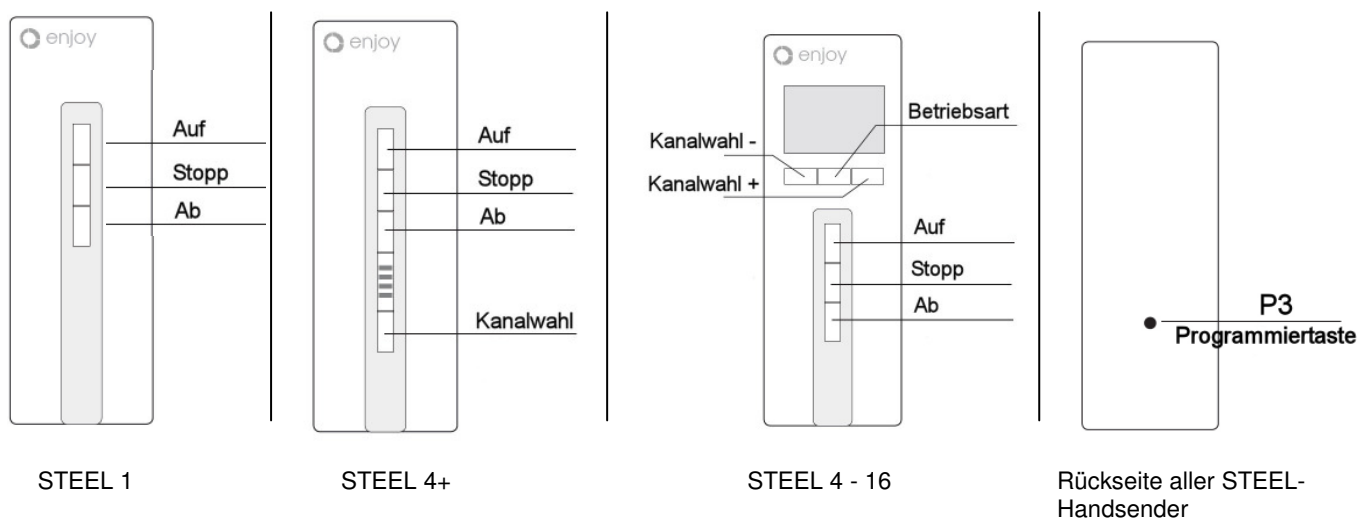 enjoy
Auf
Stopp
Ab
STEEL 1
enjoy
Auf
Stopp
Ab
Kanalwahl
STEEL 4+
enjoy
Betriebsart
Kanalwahl -
Kanalwahl +
Auf
Stopp
Ab
STEEL 4 - 16
P3
Programmiertaste
Rückseite aller STEEL-
Handsender